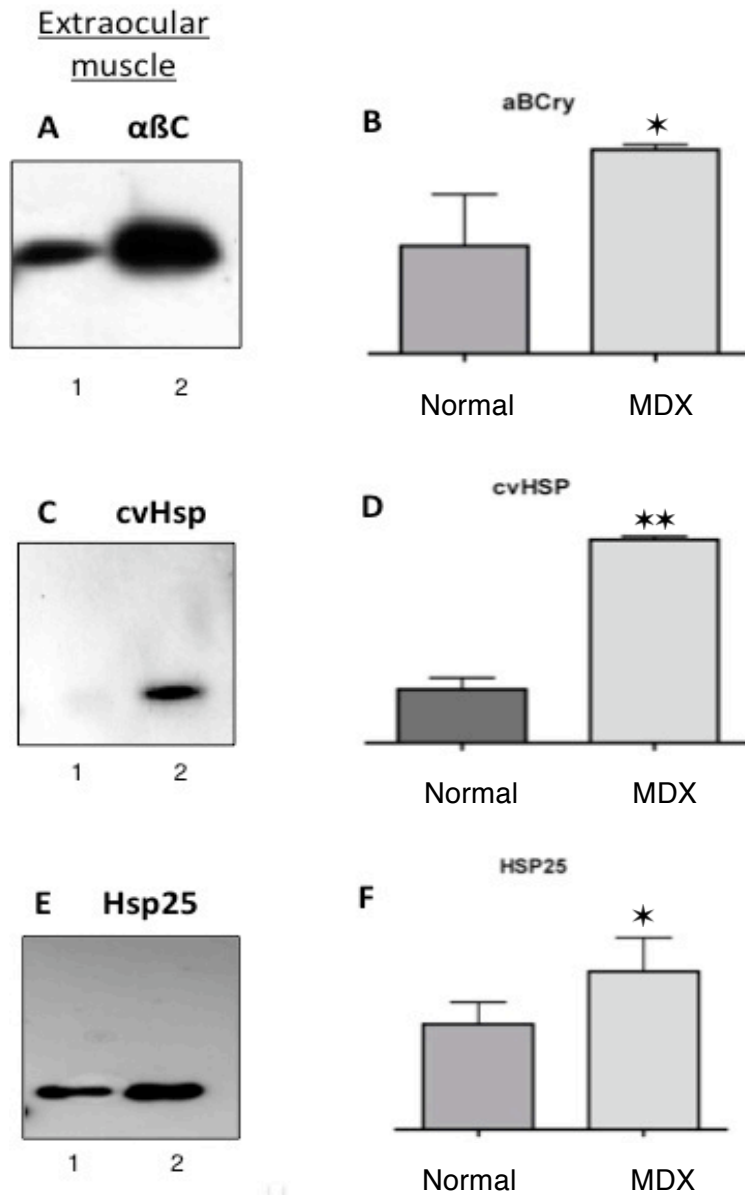 Extraocular
muscle
A αßC
1 2
B aBCry
✶
Normal MDX
C cvHsp
1 2
D cvHSP
✶✶
Normal MDX
E Hsp25
1 2
F HSP25
✶
Normal MDX